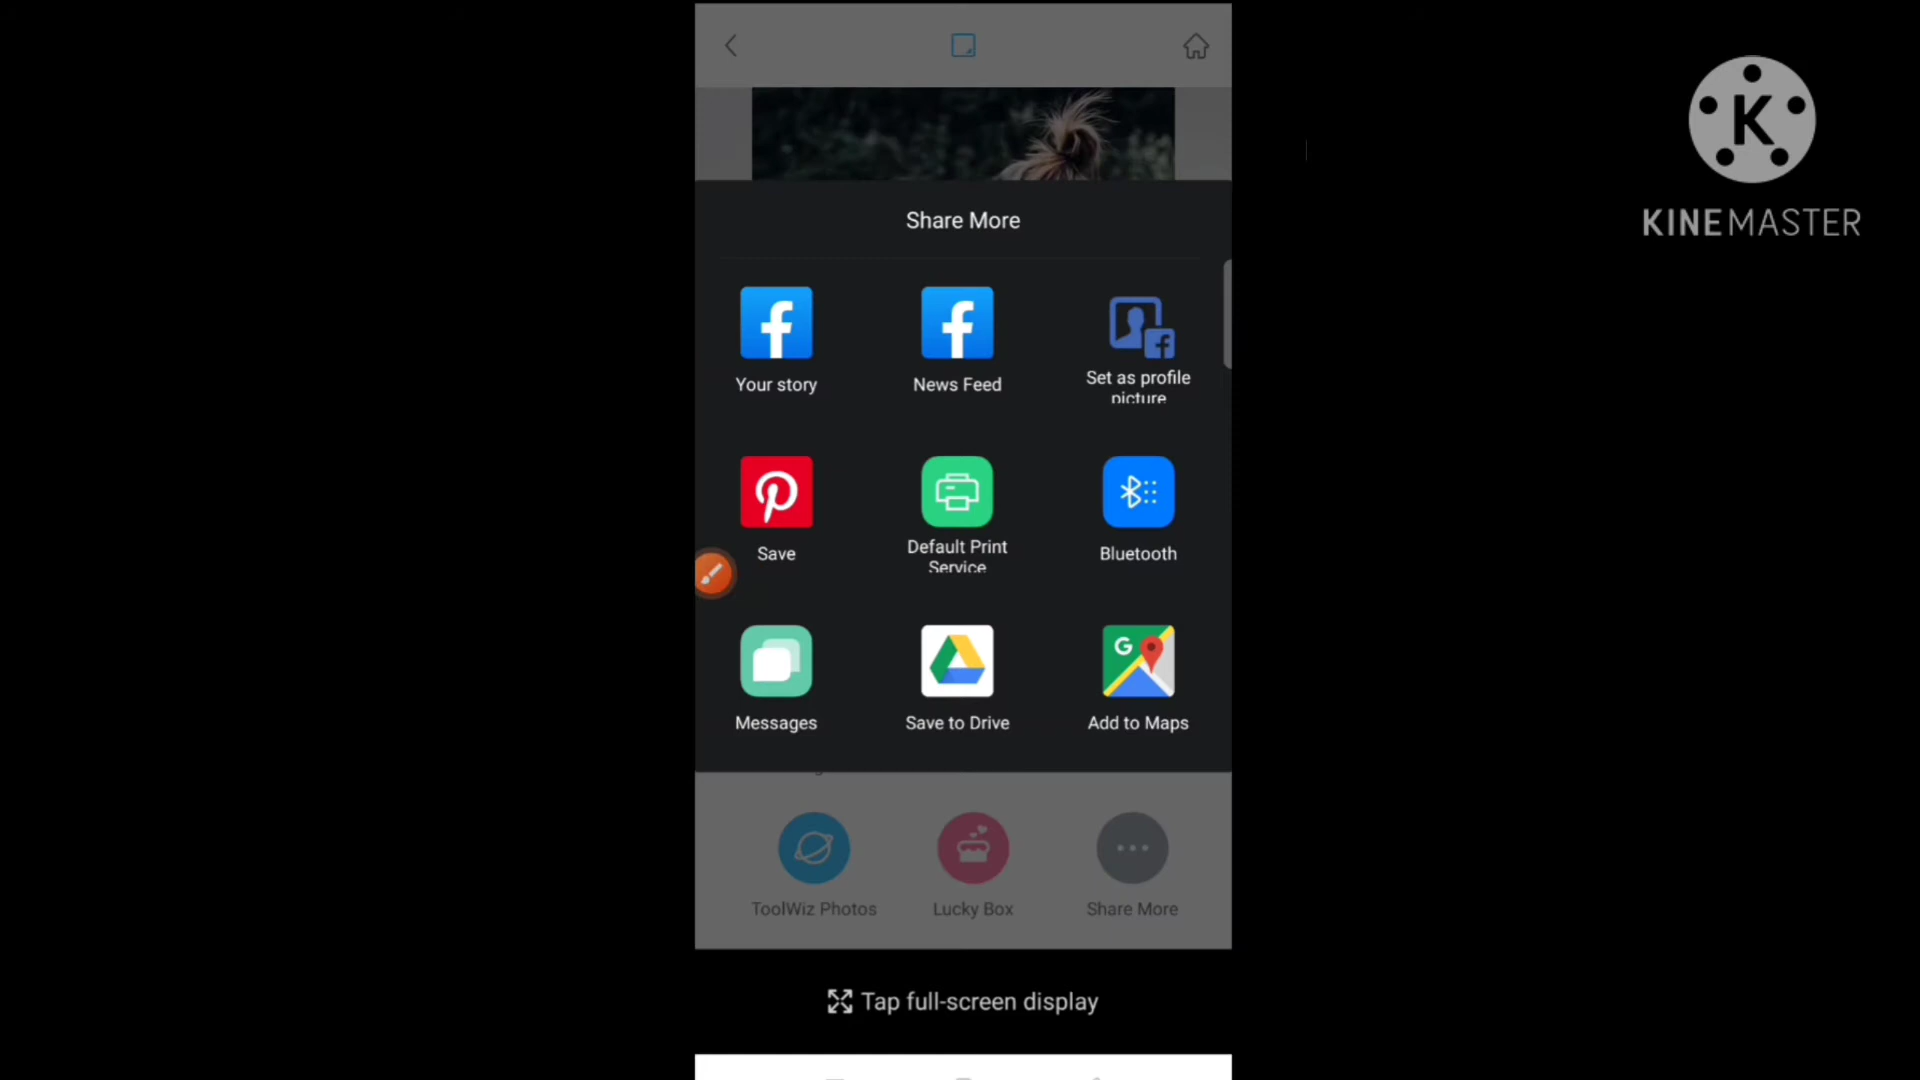 K
KINEMASTER
Share More
Your story
News Feed
Set as profile
picture
Save
Default Print
Service
Bluetooth
G
Messages
Save to Drive
Add to Maps
ToolWiz Photos
Lucky Box
Share More
Tap full-screen display